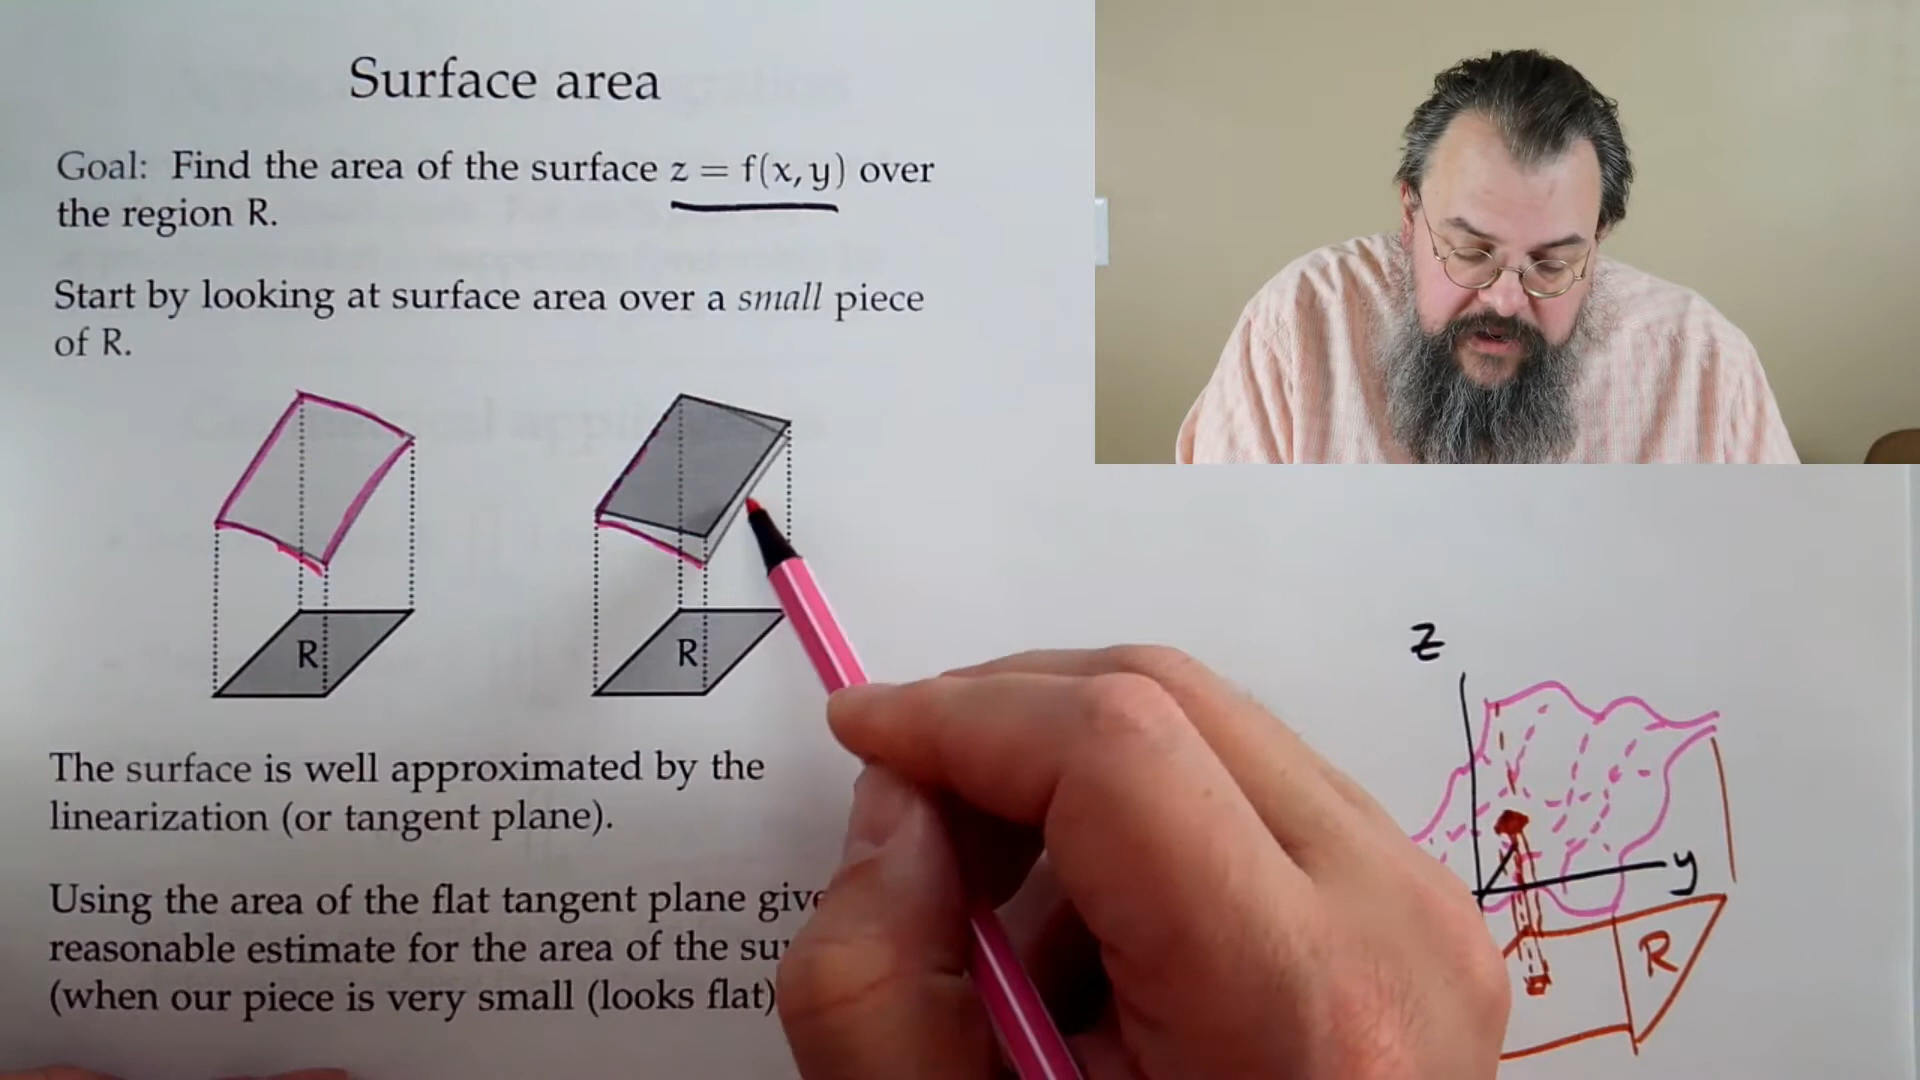 Surface area
Goal: Find the area of the surface z = f(x, y) over
the region R.
Start by looking at surface area over a small piece
of R.
R
R
The surface is well approximated by the
linearization (or tangent plane).
Using the area of the flat tangent plane give
reasonable estimate for the area of the su
(when our piece is very small (looks flat)
z
y
R